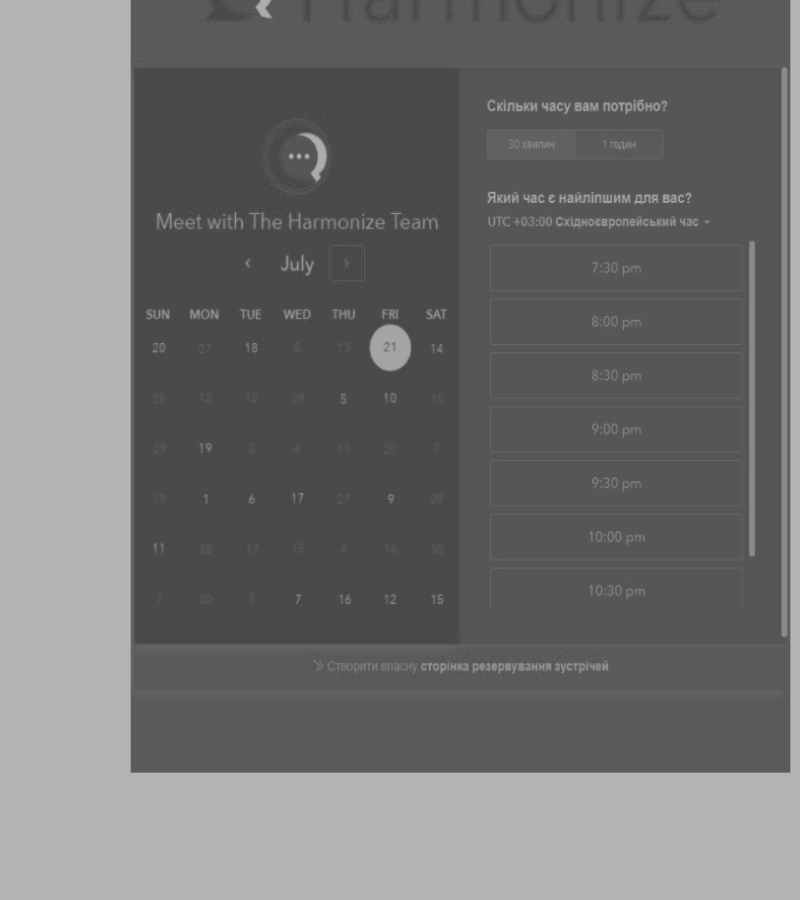 Harmonize
Meet with The Harmonize Team
July
SUN MON TUE WED THU FRI SAT
20 27 18 13 21 14
25 12 12 29 5 10 10
29 19 2 4 11 20
19 1 6 17 27 9 29
11 28 17 15 4 16 30
7 30 7 7 16 12 15
Скільки часу вам потрібно?
30 хвилин 1 годин
Який час є найліпшим для вас?
UTC +03:00 Східноєвропейський час
7:30 pm
8:00 pm
8:30 pm
9:00 pm
9:30 pm
10:00 pm
10:30 pm
Створити власну сторінка резервування зустрічей